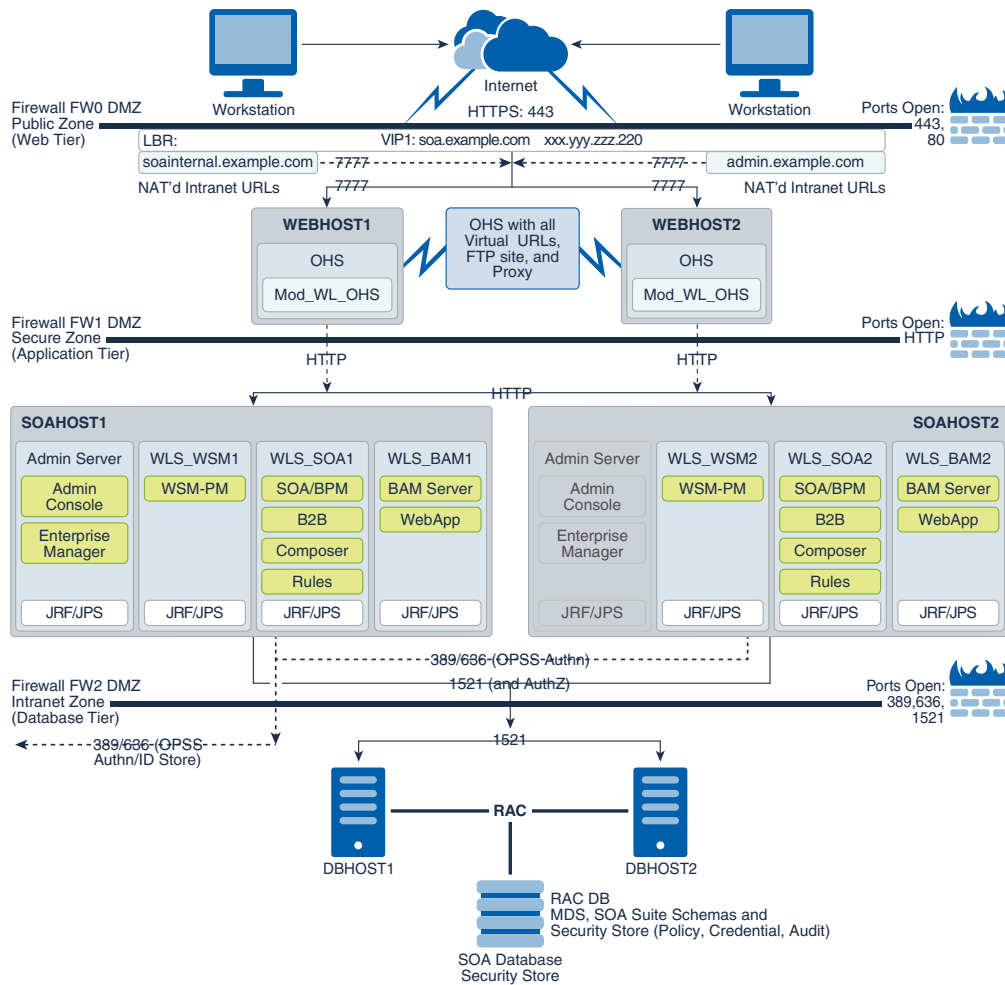 Internet
Workstation
Workstation
HTTPS: 443
Firewall FW0 DMZ
Public Zone
(Web Tier)
Ports Open:
443,
80
LBR:
VIP1: soa.example.com xxx.yyy.zzz.220
soainternal.example.com
7777
7777
admin.example.com
NAT'd Intranet URLs
7777
7777
NAT'd Intranet URLs
WEBHOST1
OHS
Mod_WL_OHS
OHS with all
Virtual URLs,
FTP site, and
Proxy
WEBHOST2
OHS
Mod_WL_OHS
Firewall FW1 DMZ
Secure Zone
(Application Tier)
Ports Open:
HTTP
HTTP
HTTP
HTTP
SOAHOST1
Admin Server
Admin
Console
Enterprise
Manager
JRF/JPS
WLS_WSM1
WSM-PM
JRF/JPS
WLS_SOA1
SOA/BPM
B2B
Composer
Rules
JRF/JPS
WLS_BAM1
BAM Server
WebApp
JRF/JPS
SOAHOST2
Admin Server
Admin
Console
Enterprise
Manager
JRF/JPS
WLS_WSM2
WSM-PM
JRF/JPS
WLS_SOA2
SOA/BPM
B2B
Composer
Rules
JRF/JPS
WLS_BAM2
BAM Server
WebApp
JRF/JPS
389/636 (OPSS Authn)
1521 (and AuthZ)
Firewall FW2 DMZ
Intranet Zone
(Database Tier)
Ports Open:
389,636,
1521
389/636 (OPSS
Authn/ID Store)
1521
RAC
DBHOST1
DBHOST2
RAC DB
MDS, SOA Suite Schemas and
Security Store (Policy, Credential, Audit)
SOA Database
Security Store